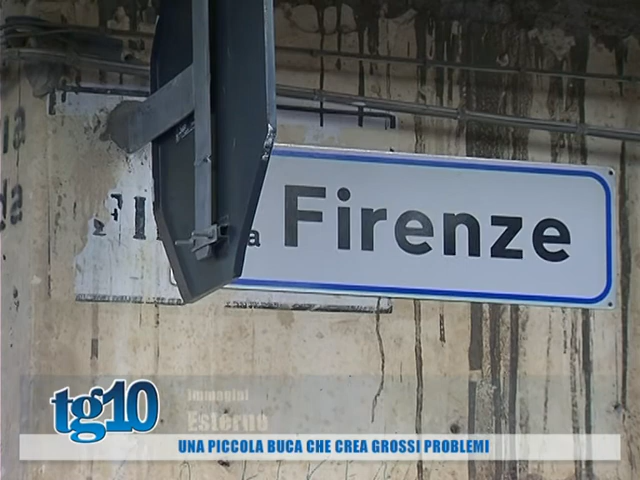 Firenze
tg10
Immagini
Esterno
UNA PICCOLA BUCA CHE CREA GROSSI PROBLEMI